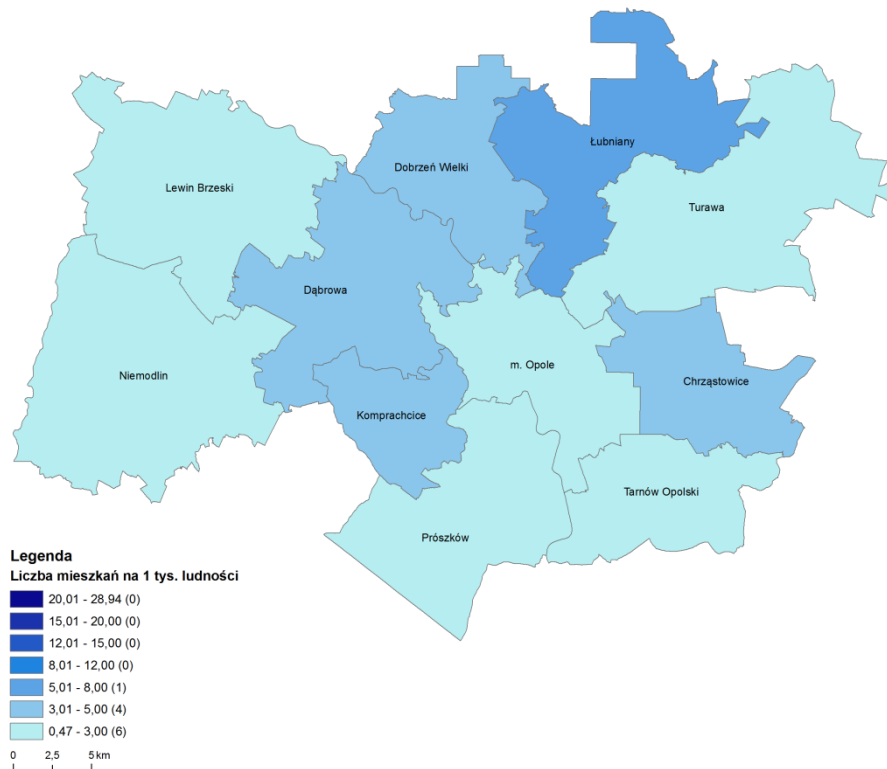 Łubniany
Dobrzeń Wielki
Lewin Brzeski
Turawa
Dąbrowa
m. Opole
Niemodlin
Chrząstowice
Komprachcice
Tarnów Opolski
Prószków
Legenda
Liczba mieszkań na 1 tys. ludności
20,01 - 28,94 (0)
15,01 - 20,00 (0)
12,01 - 15,00 (0)
8,01 - 12,00 (0)
5,01 - 8,00 (1)
3,01 - 5,00 (4)
0,47 - 3,00 (6)
0 2,5 5 km